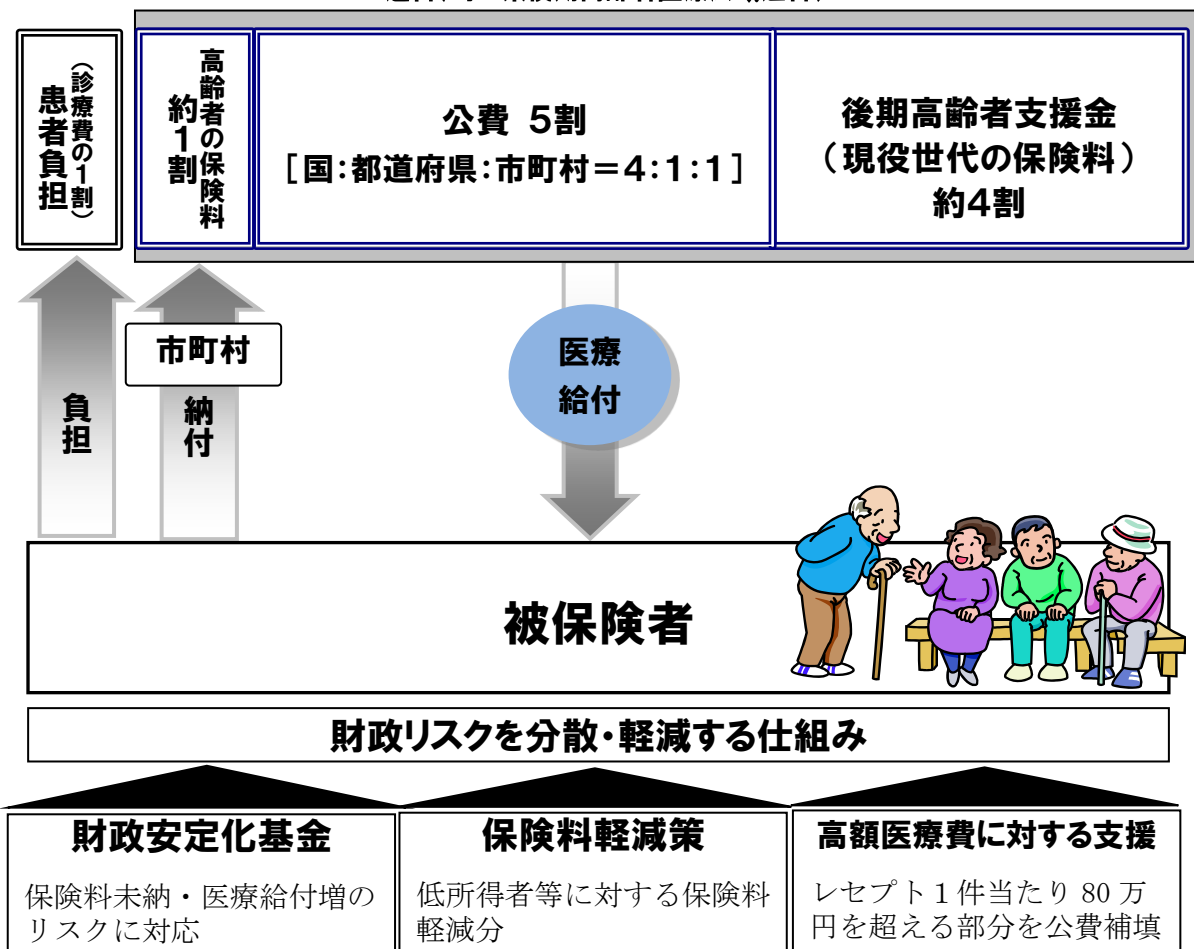 患者負担
(診療費の1割)
高齢者の保険料
約1割
公費 5割
[国:都道府県:市町村=4:1:1]
後期高齢者支援金
(現役世代の保険料)
約4割
市町村
負担
納付
医療
給付
被保険者
財政リスクを分散・軽減する仕組み
財政安定化基金
保険料未納・医療給付増の
リスクに対応
保険料軽減策
低所得者等に対する保険料
軽減分
高額医療費に対する支援
レセプト1件当たり 80 万
円を超える部分を公費補填